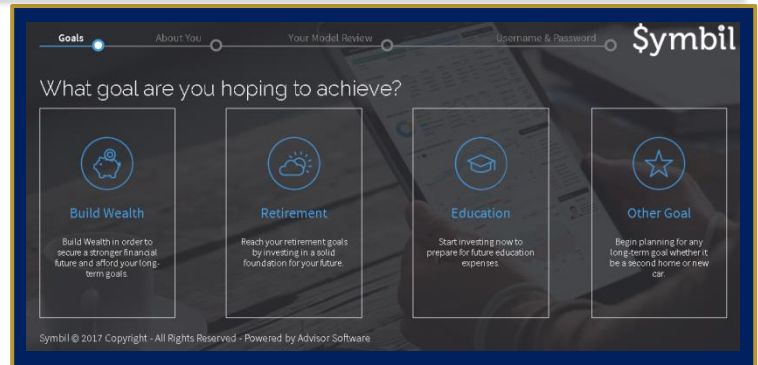 Goals About You Your Model Review Username & Password $ymbil
What goal are you hoping to achieve?
Build Wealth
Build Wealth in order to
secure a stronger financial
future and afford your long-
term goals.
Retirement
Reach your retirement goals
by investing in a solid
foundation for your future.
Education
Start investing now to
prepare for future education
expenses.
Other Goal
Begin planning for any
long-term goal whether it
be a second home or new
car.
Symbil © 2017 Copyright - All Rights Reserved - Powered by Advisor Software